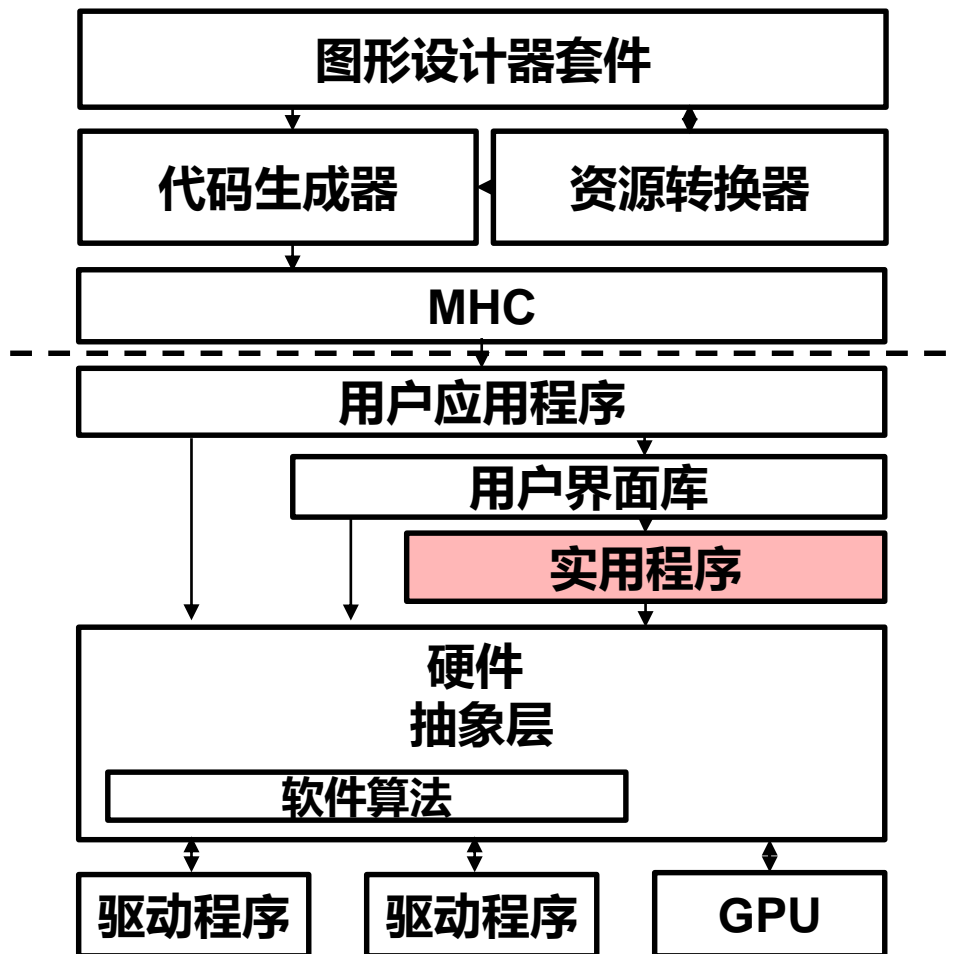 图形设计器套件
代码生成器
资源转换器
MHC
用户应用程序
用户界面库
实用程序
硬件
抽象层
软件算法
驱动程序
驱动程序
GPU